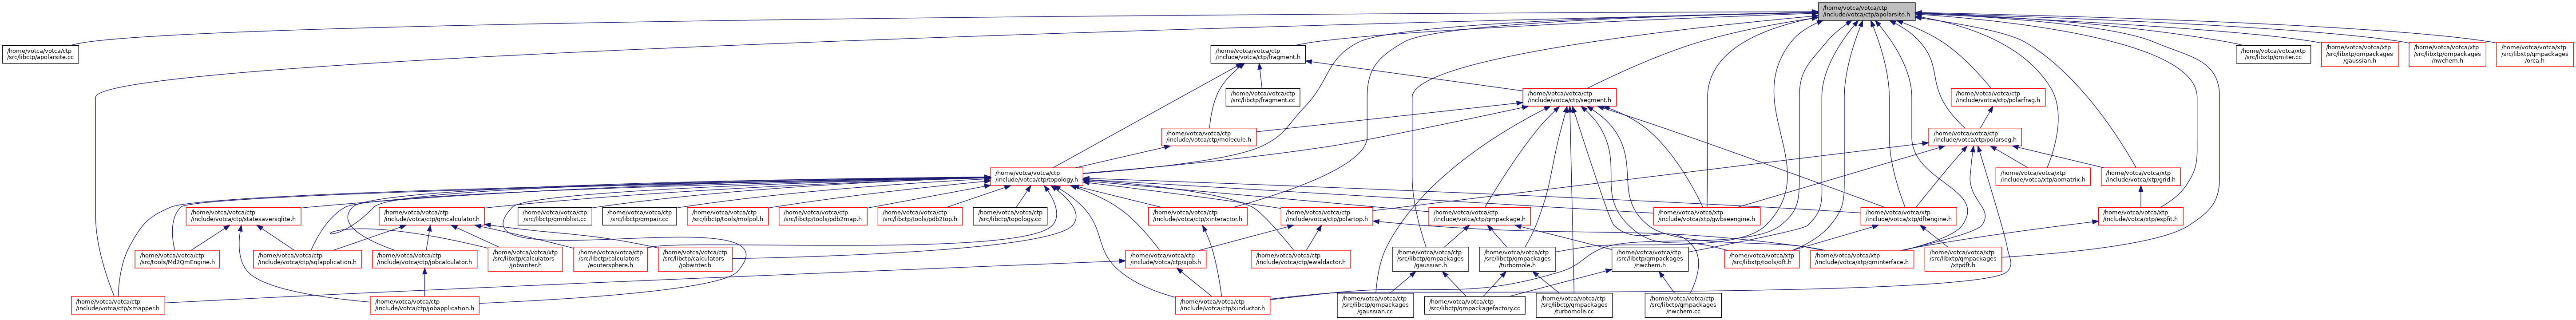 /home/votca/votca/ctp
/include/votca/ctp/apolarsite.h
/home/votca/votca/ctp
/src/libctp/apolarsite.cc
/home/votca/votca/ctp
/include/votca/ctp/fragment.h
/home/votca/votca/xtp
/src/libxtp/qmiter.cc
/home/votca/votca/xtp
/src/libxtp/qmpackages
/gaussian.h
/home/votca/votca/xtp
/src/libxtp/qmpackages
/nwchem.h
/home/votca/votca/xtp
/src/libxtp/qmpackages
/orca.h
/home/votca/votca/ctp
/src/libctp/fragment.cc
/home/votca/votca/ctp
/include/votca/ctp/segment.h
/home/votca/votca/ctp
/include/votca/ctp/polarfrag.h
/home/votca/votca/ctp
/include/votca/ctp/molecule.h
/home/votca/votca/ctp
/include/votca/ctp/polarseg.h
/home/votca/votca/ctp
/include/votca/ctp/topology.h
/home/votca/votca/xtp
/include/votca/xtp/aomatrix.h
/home/votca/votca/xtp
/include/votca/xtp/grid.h
/home/votca/votca/ctp
/include/votca/ctp/statesaversqlite.h
/home/votca/votca/ctp
/include/votca/ctp/qmcalculator.h
/home/votca/votca/ctp
/src/libctp/qmnblist.cc
/home/votca/votca/ctp
/src/libctp/qmpair.cc
/home/votca/votca/ctp
/src/libctp/tools/molpol.h
/home/votca/votca/ctp
/src/libctp/tools/pdb2map.h
/home/votca/votca/ctp
/src/libctp/tools/pdb2top.h
/home/votca/votca/ctp
/src/libctp/topology.cc
/home/votca/votca/ctp
/include/votca/ctp/xinteractor.h
/home/votca/votca/ctp
/include/votca/ctp/polartop.h
/home/votca/votca/ctp
/include/votca/ctp/qmpackage.h
/home/votca/votca/xtp
/include/votca/xtp/gwbseengine.h
/home/votca/votca/xtp
/include/votca/xtp/dftengine.h
/home/votca/votca/xtp
/include/votca/xtp/espfit.h
/home/votca/votca/ctp
/src/tools/Md2QmEngine.h
/home/votca/votca/ctp
/include/votca/ctp/sqlapplication.h
/home/votca/votca/ctp
/include/votca/ctp/jobcalculator.h
/home/votca/votca/xtp
/src/libxtp/calculators
/jobwriter.h
/home/votca/votca/ctp
/src/libctp/calculators
/eoutersphere.h
/home/votca/votca/ctp
/src/libctp/calculators
/jobwriter.h
/home/votca/votca/ctp
/include/votca/ctp/xjob.h
/home/votca/votca/ctp
/include/votca/ctp/ewaldactor.h
/home/votca/votca/ctp
/src/libctp/qmpackages
/gaussian.h
/home/votca/votca/ctp
/src/libctp/qmpackages
/turbomole.h
/home/votca/votca/ctp
/src/libctp/qmpackages
/nwchem.h
/home/votca/votca/xtp
/src/libxtp/tools/dft.h
/home/votca/votca/xtp
/include/votca/xtp/qminterface.h
/home/votca/votca/xtp
/src/libxtp/qmpackages
/xtpdft.h
/home/votca/votca/ctp
/include/votca/ctp/xmapper.h
/home/votca/votca/ctp
/include/votca/ctp/jobapplication.h
/home/votca/votca/ctp
/include/votca/ctp/xinductor.h
/home/votca/votca/ctp
/src/libctp/qmpackages
/gaussian.cc
/home/votca/votca/ctp
/src/libctp/qmpackagefactory.cc
/home/votca/votca/ctp
/src/libctp/qmpackages
/turbomole.cc
/home/votca/votca/ctp
/src/libctp/qmpackages
/nwchem.cc